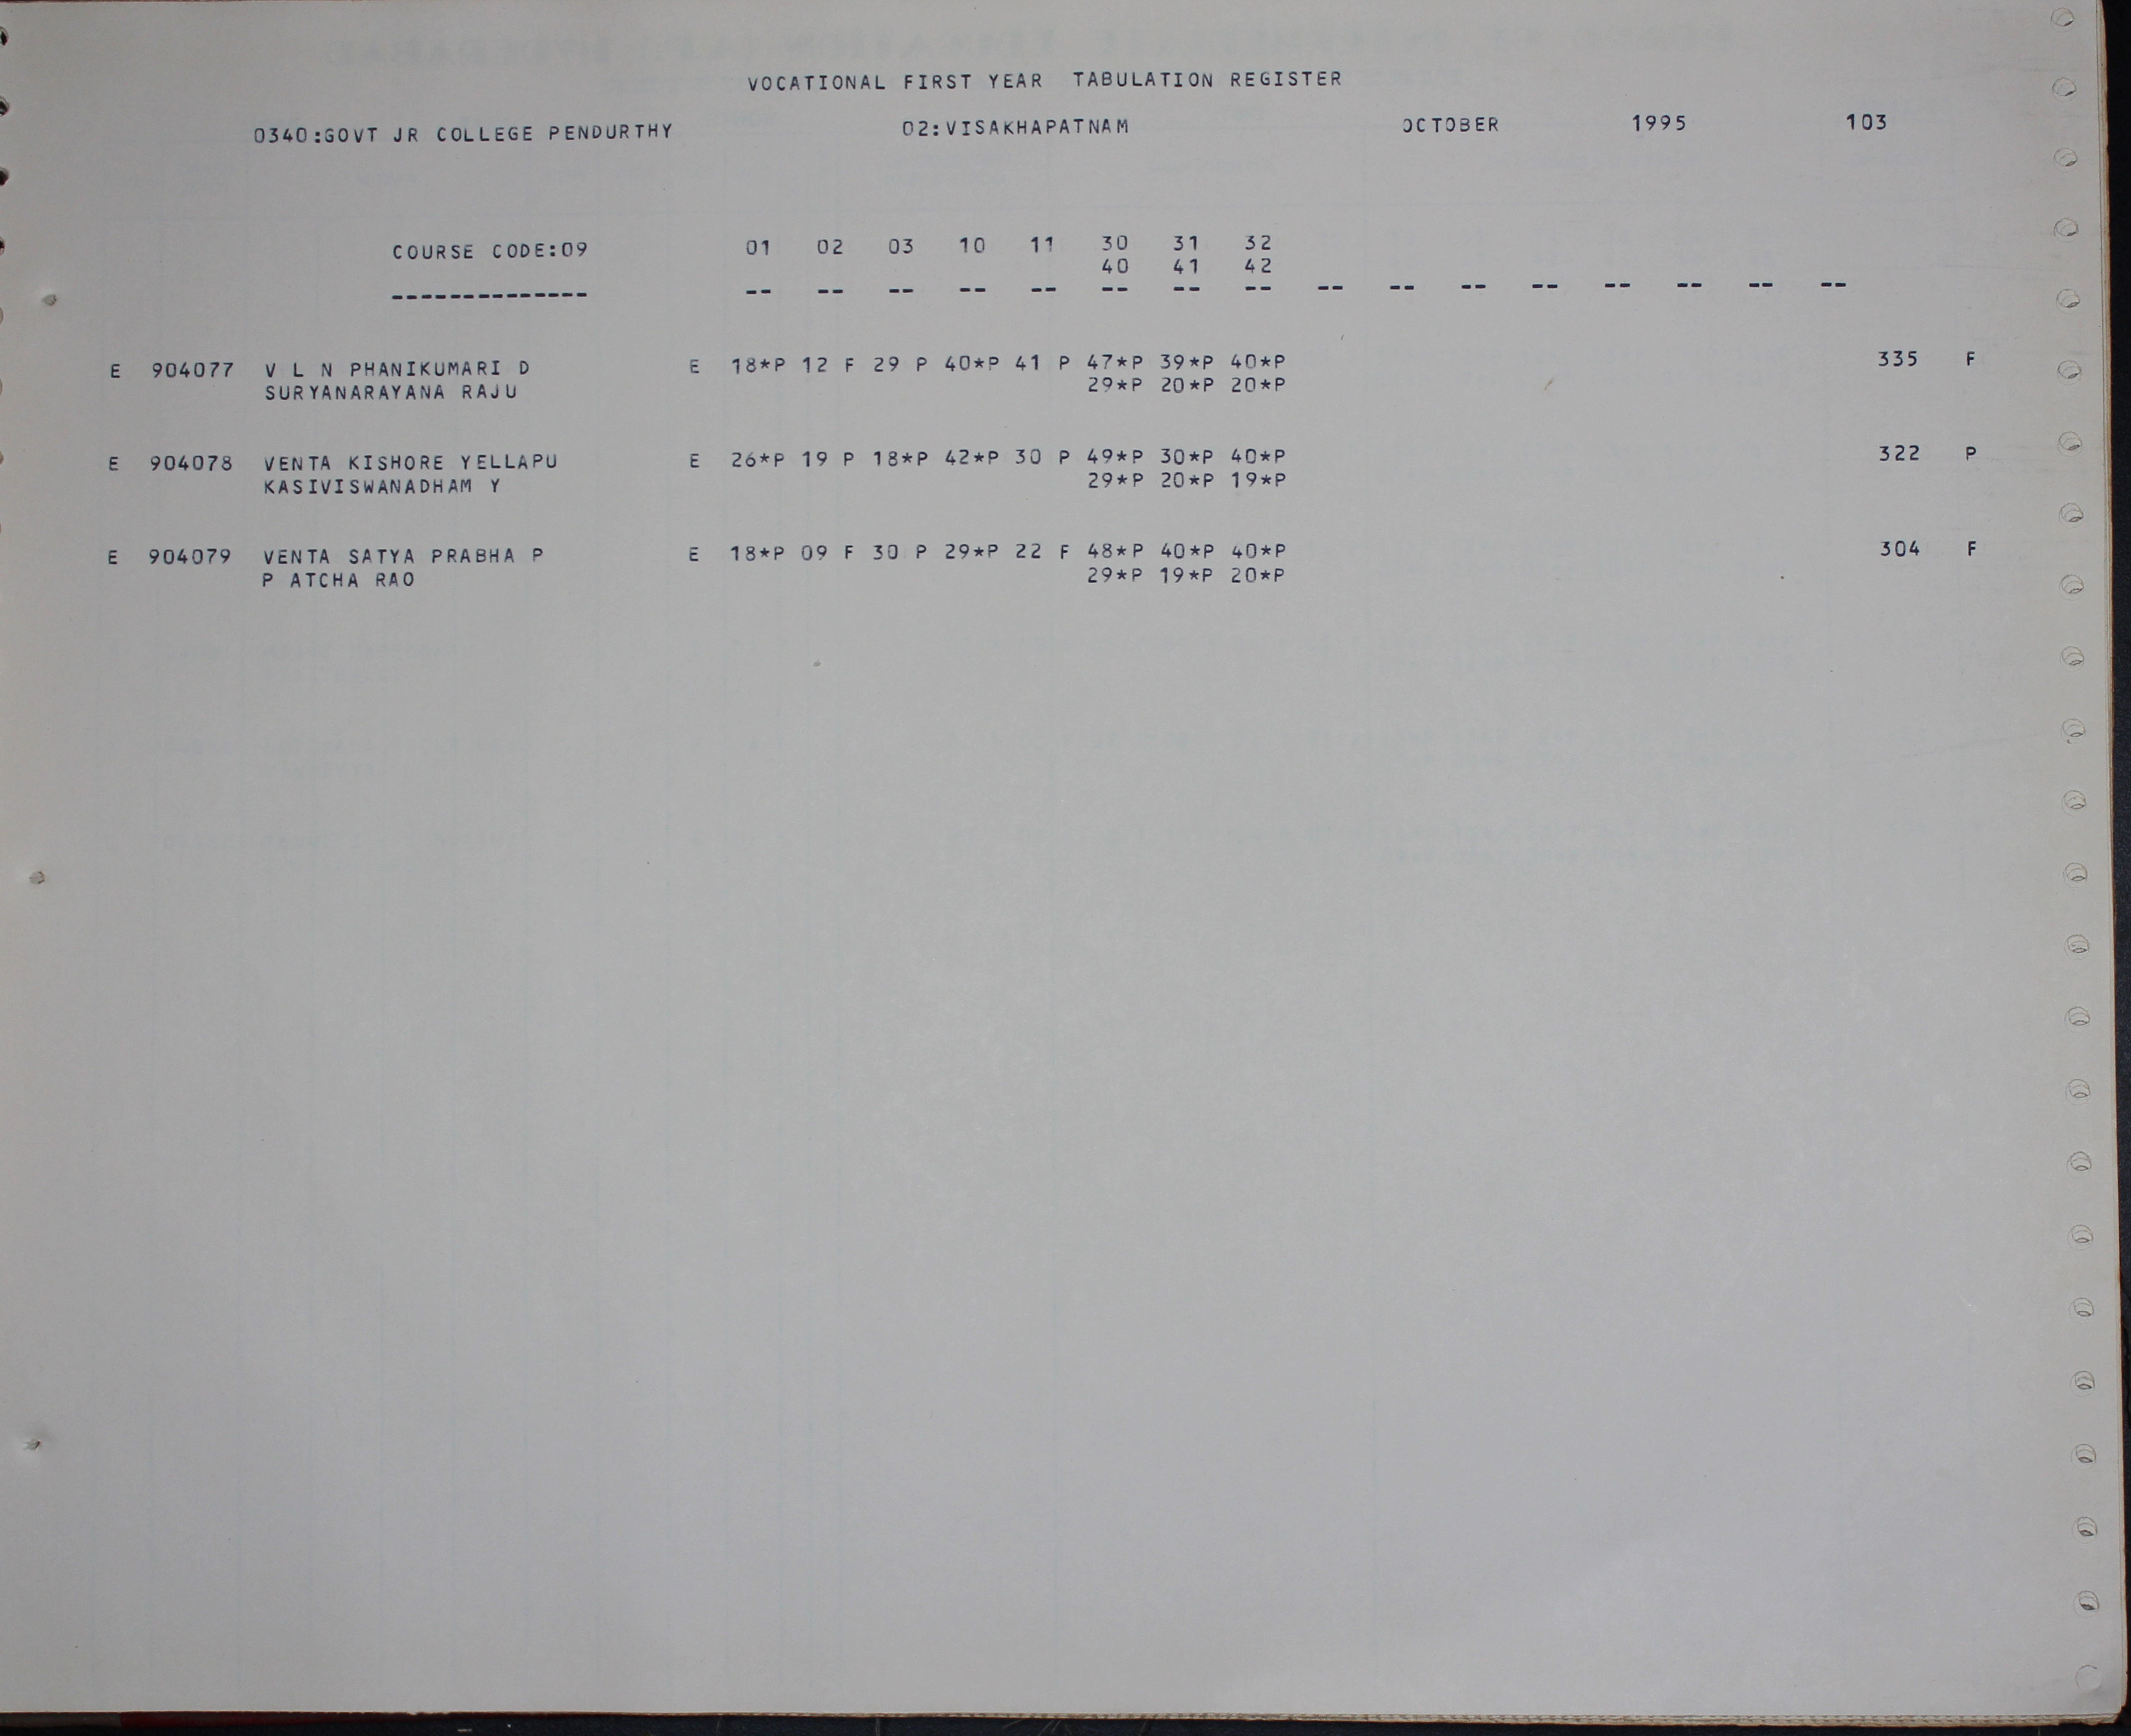 VOCATIONAL FIRST YEAR TABULATION REGISTER
0340:GOVT JR COLLEGE PENDURTHY 02:VISAKHAPATNAM OCTOBER 1995 103
COURSE CODE:09 01 02 03 10 11 30 31 32
40 41 42
-------------- -- -- -- -- -- -- -- -- -- -- -- -- -- -- -- --
E 904077 V L N PHANIKUMARI D E 18*P 12 F 29 P 40*P 41 P 47*P 39*P 40*P 335 F
SURYANARAYANA RAJU 29*P 20*P 20*P
E 904078 VENTA KISHORE YELLAPU E 26*P 19 P 18*P 42*P 30 P 49*P 30*P 40*P 322 P
KASIVISWANADHAM Y 29*P 20*P 19*P
E 904079 VENTA SATYA PRABHA P E 18*P 09 F 30 P 29*P 22 F 48*P 40*P 40*P 304 F
P ATCHA RAO 29*P 19*P 20*P